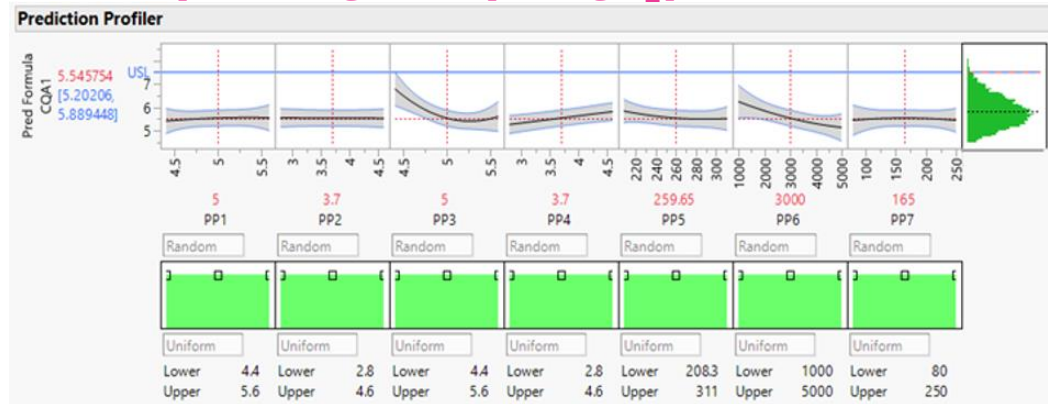 Prediction Profiler
Pred Formula
CQA1
5.545754
[5.20206,
5.889448]
USL
7
6
5
4.5 5 5.5 3 3.5 4 4.5 4.5 5 5.5 3 3.5 4 4.5 220 240 260 280 300 1000 2000 3000 4000 5000 100 150 200 250
5 3.7 5 3.7 259.65 3000 165
PP1 PP2 PP3 PP4 PP5 PP6 PP7
Random Random Random Random Random Random Random
Uniform Uniform Uniform Uniform Uniform Uniform Uniform
Lower 4.4 Lower 2.8 Lower 4.4 Lower 2.8 Lower 208.3 Lower 1000 Lower 80
Upper 5.6 Upper 4.6 Upper 5.6 Upper 4.6 Upper 311 Upper 5000 Upper 250